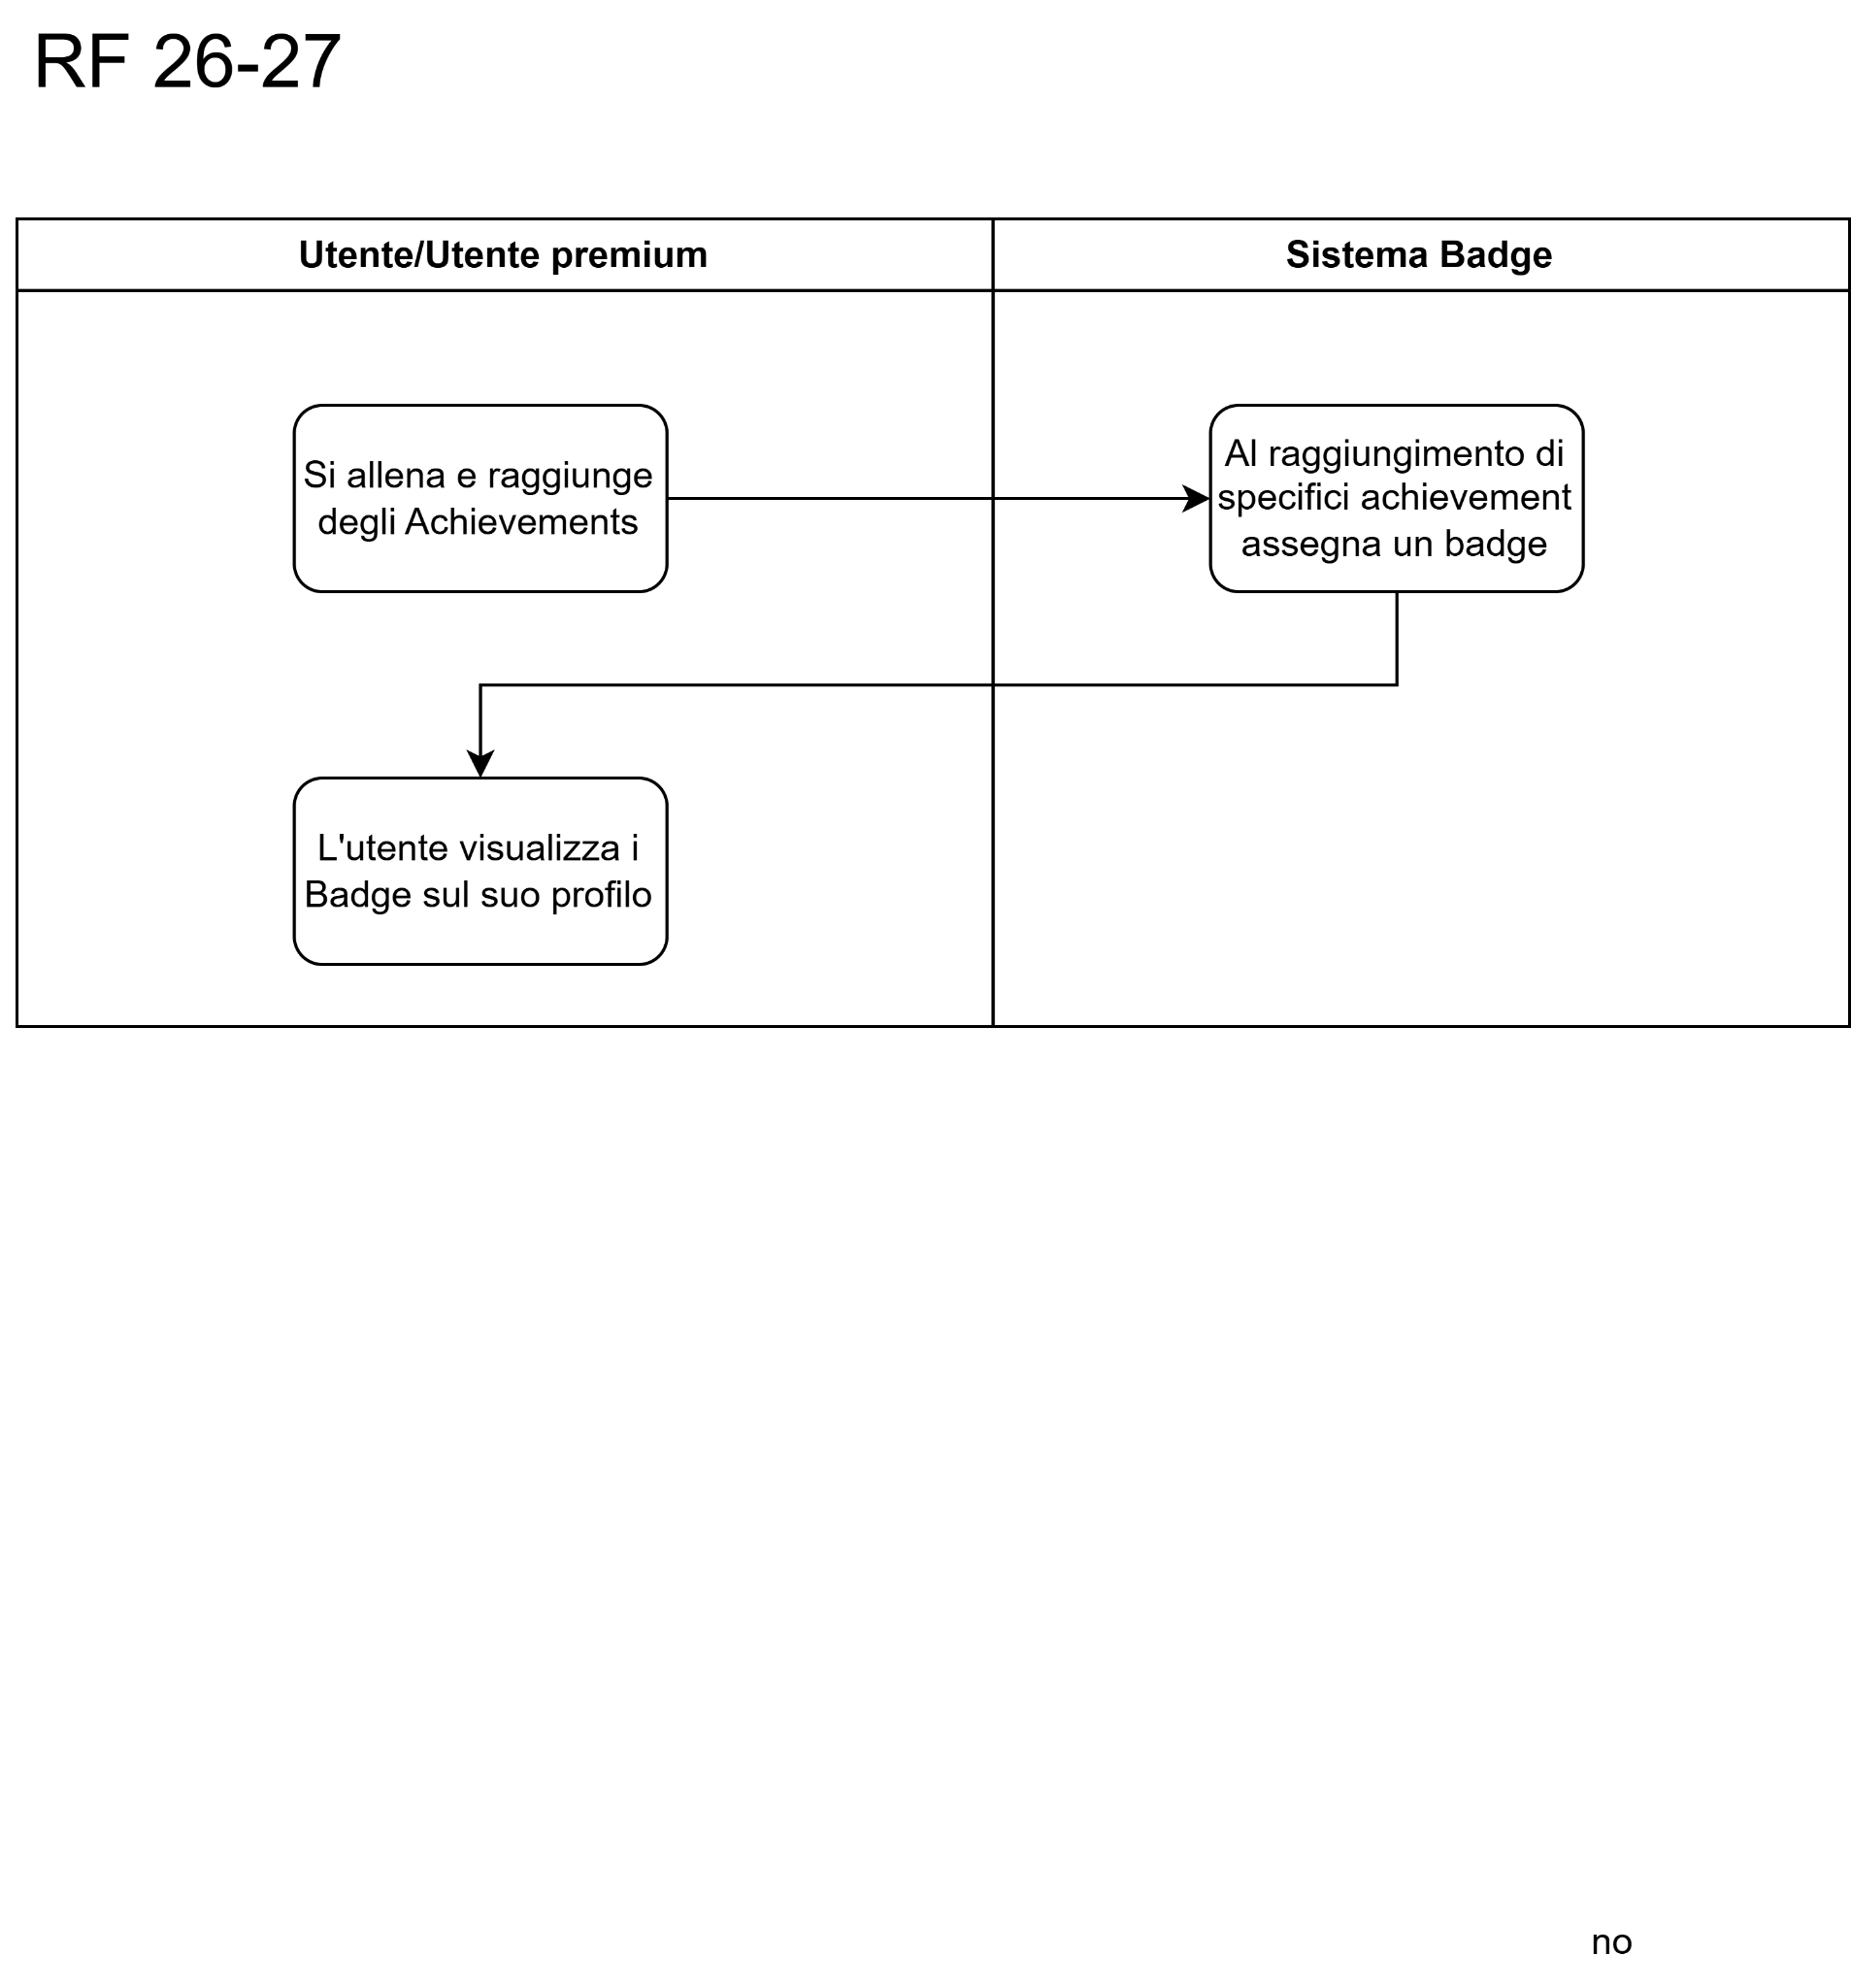 RF 26-27
Utente/Utente premium
Sistema Badge
Si allena e raggiunge
degli Achievements
Al raggiungimento di
specifici achievement
assegna un badge
L'utente visualizza i
Badge sul suo profilo
no